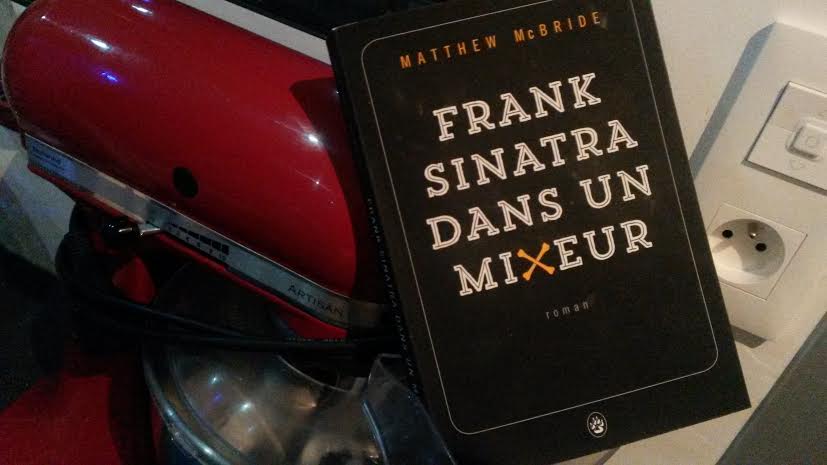 MATTHEW McBRIDE
FRANK
SINATRA
DANS UN
MIXEUR
roman
ARTISAN